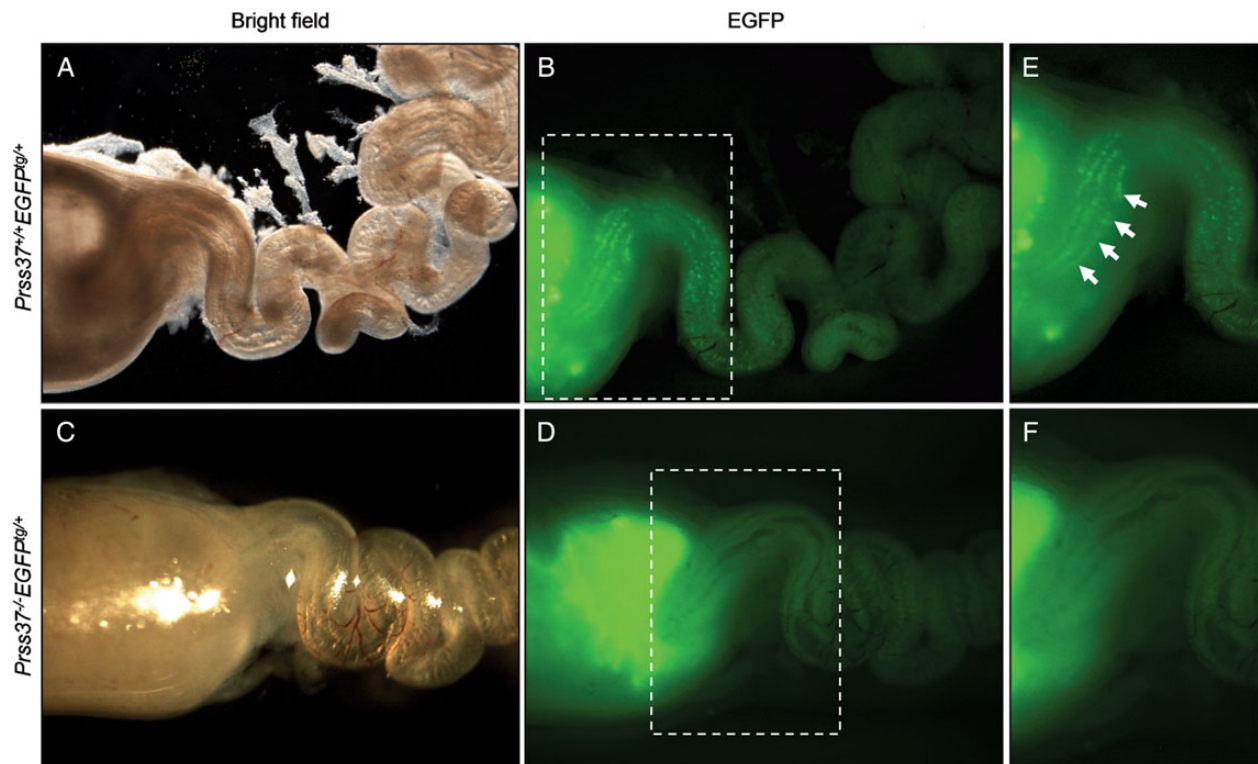 Bright field
EGFP
A
B
E
Prss37+/+EGFPtg/+
C
D
F
Prss37-/-EGFPtg/+